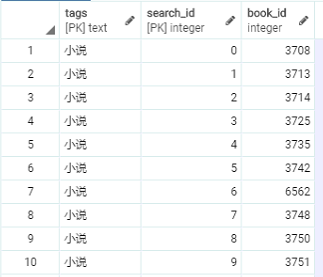 tags search_id book_id
[PK] text [PK] integer integer
1 小说 0 3708
2 小说 1 3713
3 小说 2 3714
4 小说 3 3725
5 小说 4 3735
6 小说 5 3742
7 小说 6 6562
8 小说 7 3748
9 小说 8 3750
10 小说 9 3751